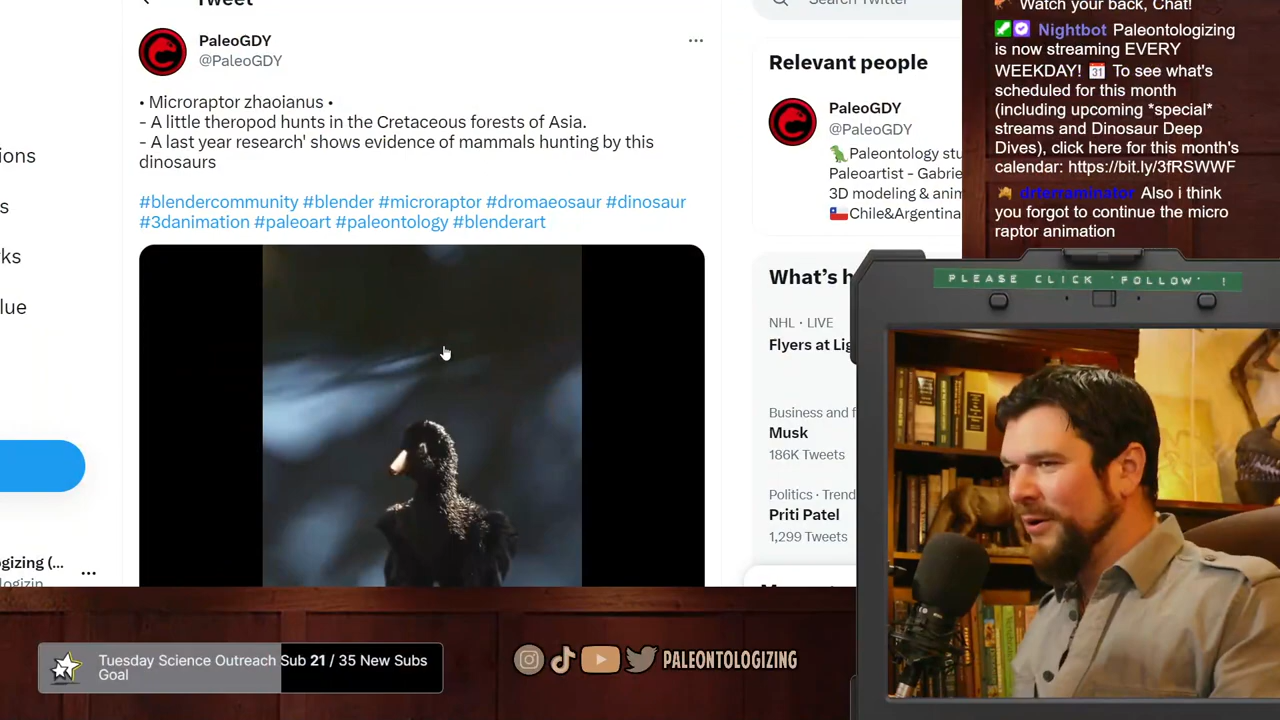 Tweet
Search Twitter
PaleoGDY
@PaleoGDY
• Microraptor zhaoianus •
- A little theropod hunts in the Cretaceous forests of Asia.
- A last year research' shows evidence of mammals hunting by this
dinosaurs
#blendercommunity #blender #microraptor #dromaeosaur #dinosaur
#3danimation #paleoart #paleontology #blenderart
ions
s
ks
lue
gizing (...
logizin
Relevant people
PaleoGDY
@PaleoGDY
🦖Paleontology stu
Paleoartist - Gabrie
3D modeling & anim
🇨🇱Chile&Argentina
What's h
NHL · LIVE
Flyers at Lig
Business and f
Musk
186K Tweets
Politics · Trend
Priti Patel
1,299 Tweets
Watch your back, Chat!
Nightbot Paleontologizing
is now streaming EVERY
WEEKDAY! 📅 To see what's
scheduled for this month
(including upcoming *special*
streams and Dinosaur Deep
Dives), click here for this month's
calendar: https://bit.ly/3fRSWWF
drterraminator Also i think
you forgot to continue the micro
raptor animation
PLEASE CLICK 'FOLLOW' !
Tuesday Science Outreach Sub 21 / 35 New Subs
Goal
PALEONTOLOGIZING